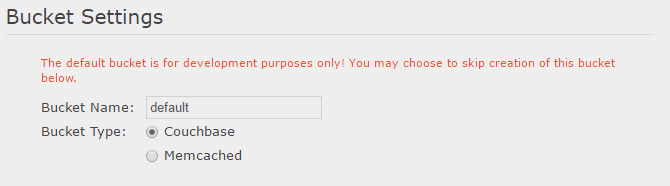 Bucket Settings
The default bucket is for development purposes only! You may choose to skip creation of this bucket
below.
Bucket Name: default
Bucket Type: Couchbase
Memcached